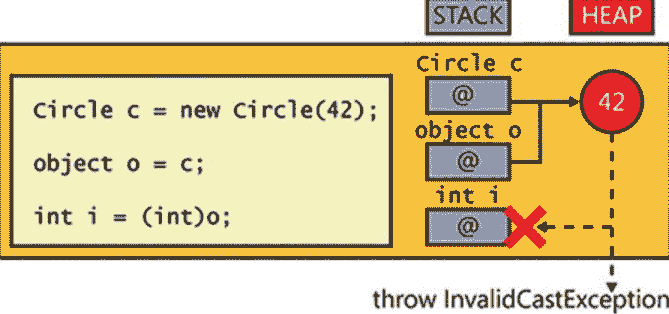 STACK
HEAP
Circle c = new Circle(42);
object o = c;
int i = (int)o;
Circle c
@
42
object o
@
int i
@
throw InvalidCastException